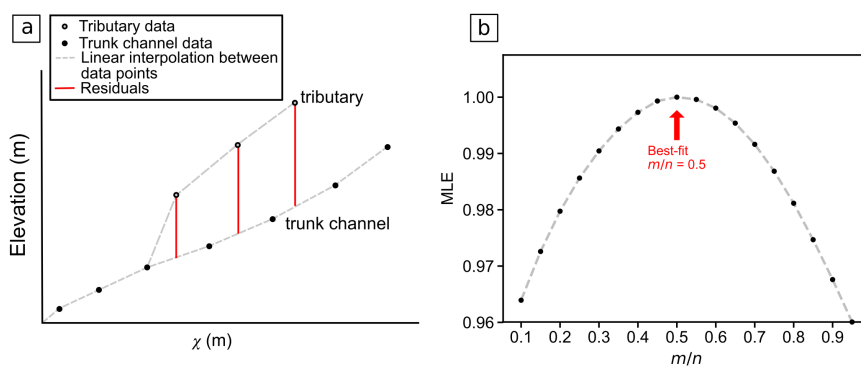 a
Tributary data
Trunk channel data
Linear interpolation between
data points
Residuals
tributary
trunk channel
Elevation (m)
χ (m)
b
1.00
0.99
0.98
0.97
0.96
MLE
Best-fit
m/n = 0.5
0.1 0.2 0.3 0.4 0.5 0.6 0.7 0.8 0.9
m/n